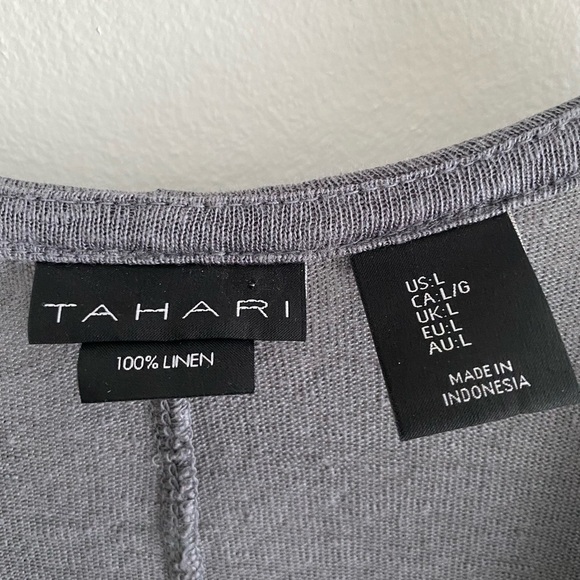 TAHARI
100% LINEN
US:L
CA:L/G
UK:L
EU:L
AU:L
MADE IN
INDONESIA